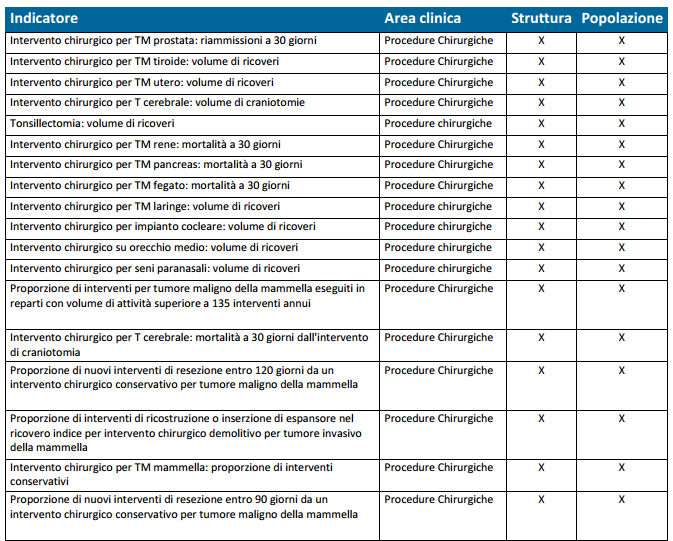 Indicatore Area clinica Struttura Popolazione
Intervento chirurgico per TM prostata: riammissioni a 30 giorni Procedure Chirurgiche X X
Intervento chirurgico per TM tiroide: volume di ricoveri Procedure Chirurgiche X X
Intervento chirurgico per TM utero: volume di ricoveri Procedure Chirurgiche X X
Intervento chirurgico per T cerebrale: volume di craniotomie Procedure Chirurgiche X X
Tonsillectomia: volume di ricoveri Procedure chirurgiche X X
Intervento chirurgico per TM rene: mortalità a 30 giorni Procedure Chirurgiche X X
Intervento chirurgico per TM pancreas: mortalità a 30 giorni Procedure Chirurgiche X X
Intervento chirurgico per TM fegato: mortalità a 30 giorni Procedure Chirurgiche X X
Intervento chirurgico per TM laringe: volume di ricoveri Procedure chirurgiche X X
Intervento chirurgico per impianto cocleare: volume di ricoveri Procedure chirurgiche X X
Intervento chirurgico su orecchio medio: volume di ricoveri Procedure chirurgiche X X
Intervento chirurgico per seni paranasali: volume di ricoveri Procedure chirurgiche X X
Proporzione di interventi per tumore maligno della mammella eseguiti in Procedure Chirurgiche X X
reparti con volume di attività superiore a 135 interventi annui
Intervento chirurgico per T cerebrale: mortalità a 30 giorni dall'intervento Procedure Chirurgiche X X
di craniotomia
Proporzione di nuovi interventi di resezione entro 120 giorni da un Procedure Chirurgiche X X
intervento chirurgico conservativo per tumore maligno della mammella
Proporzione di interventi di ricostruzione o inserzione di espansore nel Procedure Chirurgiche X X
ricovero indice per intervento chirurgico demolitivo per tumore invasivo
della mammella
Intervento chirurgico per TM mammella: proporzione di interventi Procedure Chirurgiche X X
conservativi
Proporzione di nuovi interventi di resezione entro 90 giorni da un Procedure Chirurgiche X X
intervento chirurgico conservativo per tumore maligno della mammella